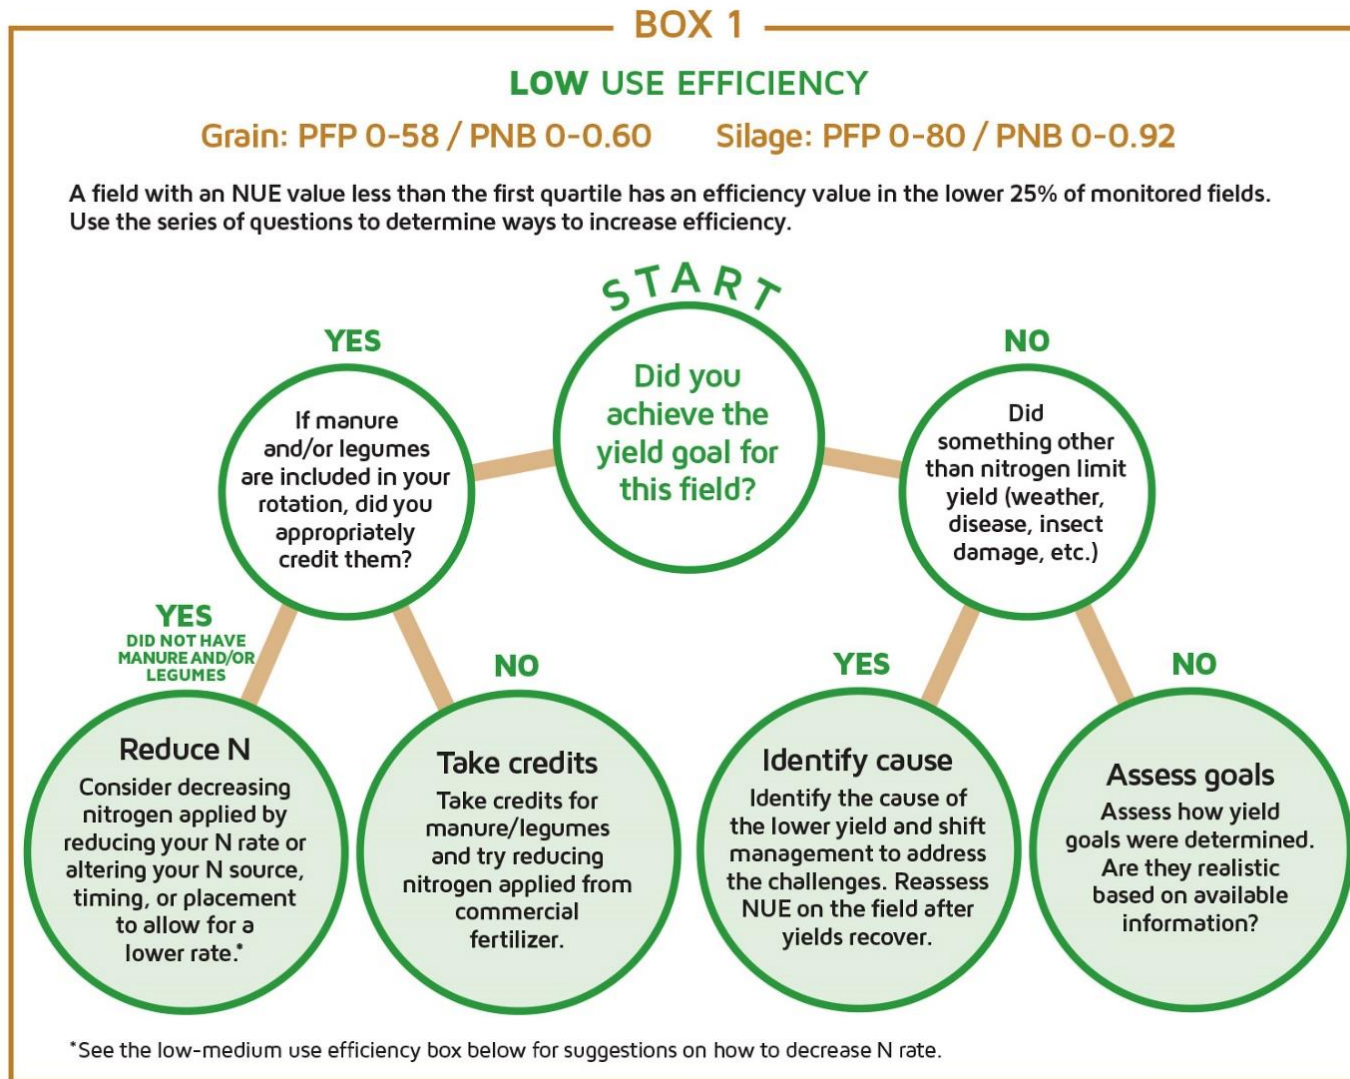 BOX 1
LOW USE EFFICIENCY
Grain: PFP 0-58 / PNB 0-0.60 Silage: PFP 0-80 / PNB 0-0.92
A field with an NUE value less than the first quartile has an efficiency value in the lower 25% of monitored fields.
Use the series of questions to determine ways to increase efficiency.
START
Did you
achieve the
yield goal for
this field?
YES
If manure
and/or legumes
are included in your
rotation, did you
appropriately
credit them?
NO
Did
something other
than nitrogen limit
yield (weather,
disease, insect
damage, etc.)
YES
DID NOT HAVE
MANURE AND/OR
LEGUMES
Reduce N
Consider decreasing
nitrogen applied by
reducing your N rate or
altering your N source,
timing, or placement
to allow for a
lower rate.*
NO
Take credits
Take credits for
manure/legumes
and try reducing
nitrogen applied from
commercial
fertilizer.
YES
Identify cause
Identify the cause of
the lower yield and shift
management to address
the challenges. Reassess
NUE on the field after
yields recover.
NO
Assess goals
Assess how yield
goals were determined.
Are they realistic
based on available
information?
*See the low-medium use efficiency box below for suggestions on how to decrease N rate.